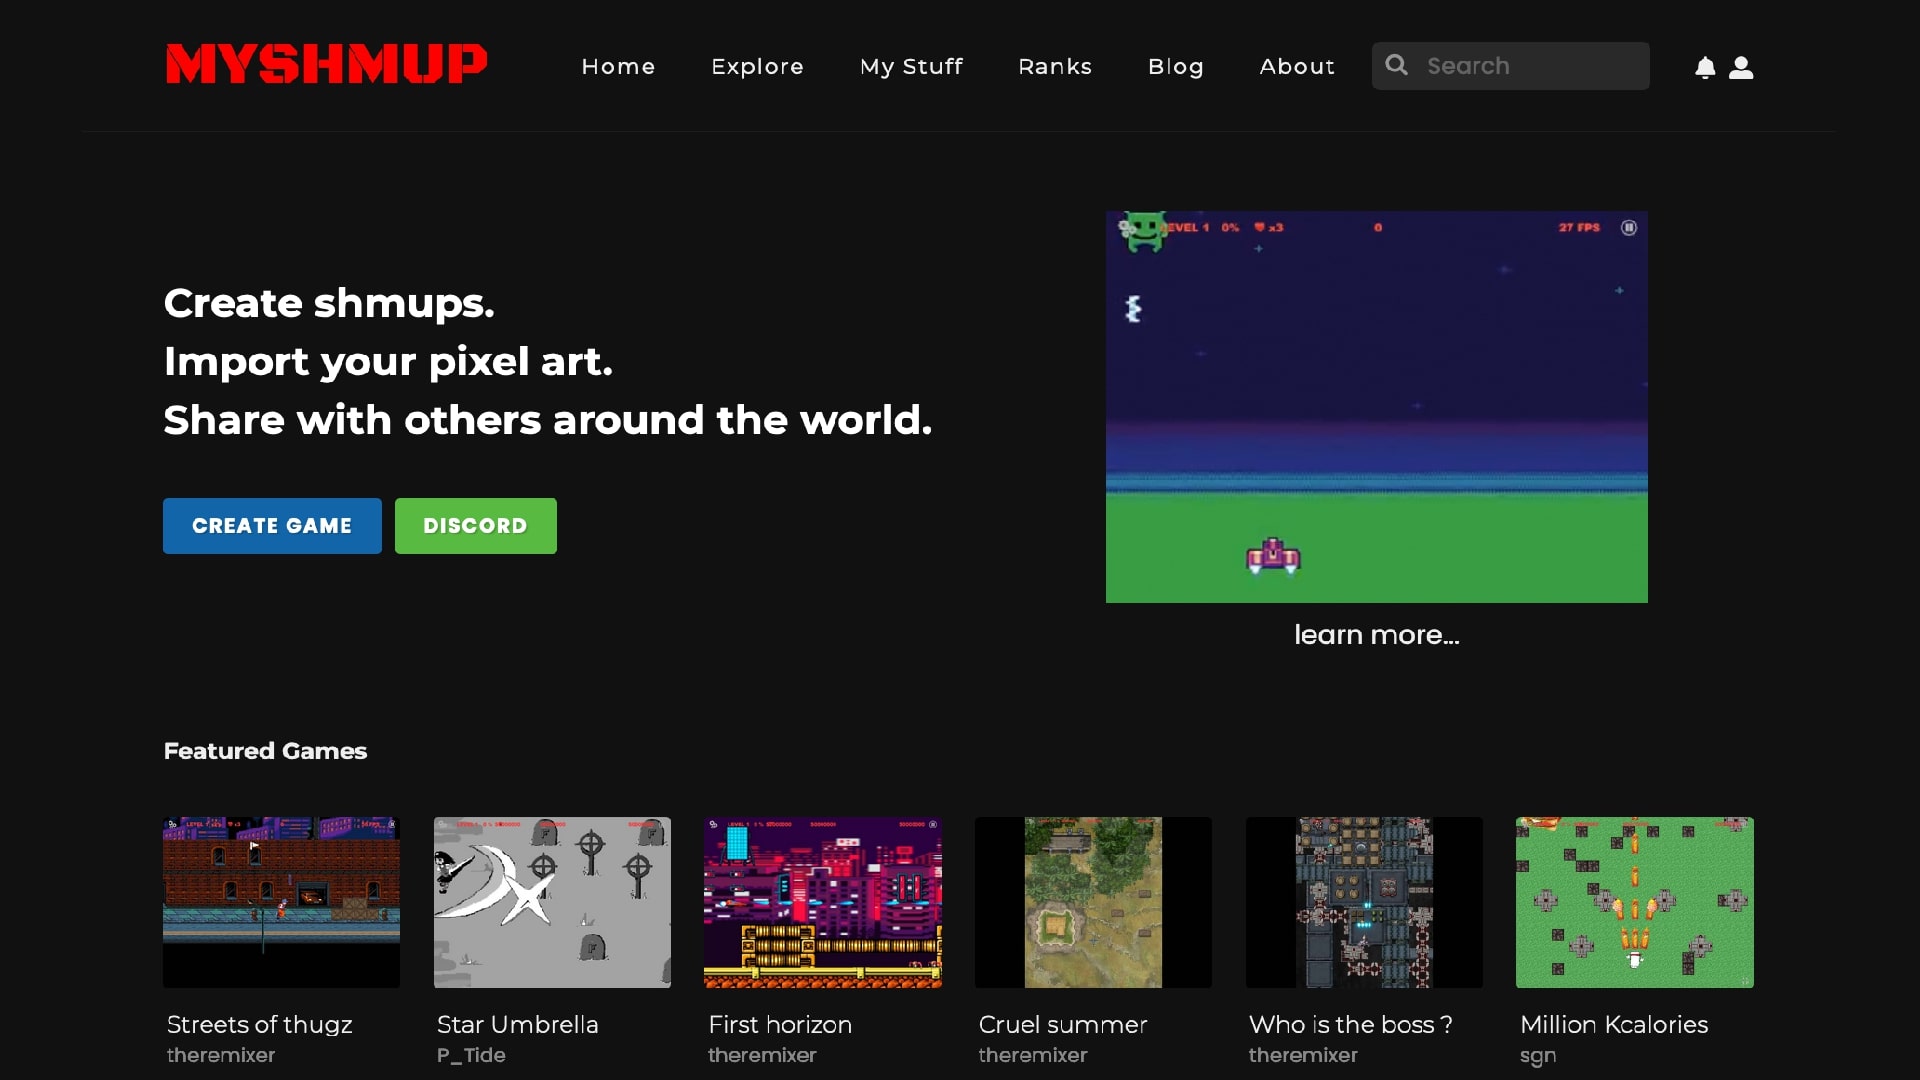 MYSHMUP
Home Explore My Stuff Ranks Blog About Search
LEVEL 1 0% x3 0 27 FPS
Create shmups.
Import your pixel art.
Share with others around the world.
CREATE GAME DISCORD
learn more...
Featured Games
Streets of thugz
theremixer
Star Umbrella
P_Tide
First horizon
theremixer
Cruel summer
theremixer
Who is the boss ?
theremixer
Million Kcalories
sgn